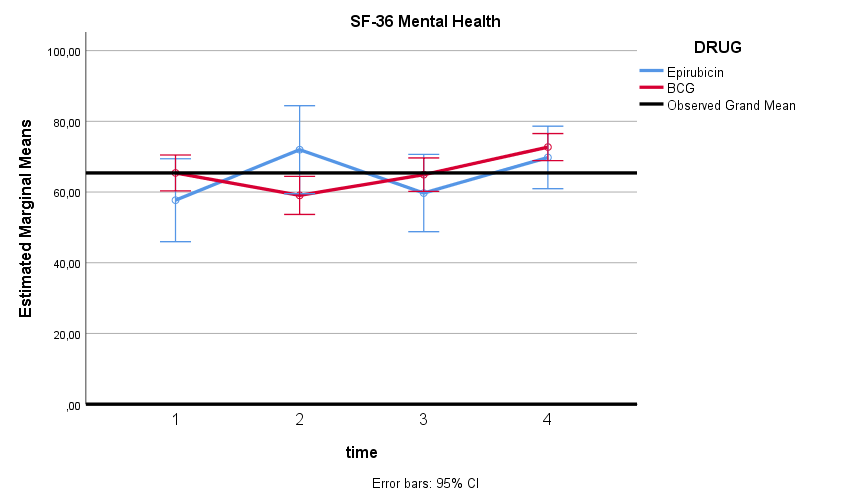 SF-36 Mental Health
DRUG
Epirubicin
BCG
Observed Grand Mean
Estimated Marginal Means
100,00
80,00
60,00
40,00
20,00
,00
1 2 3 4
time
Error bars: 95% CI